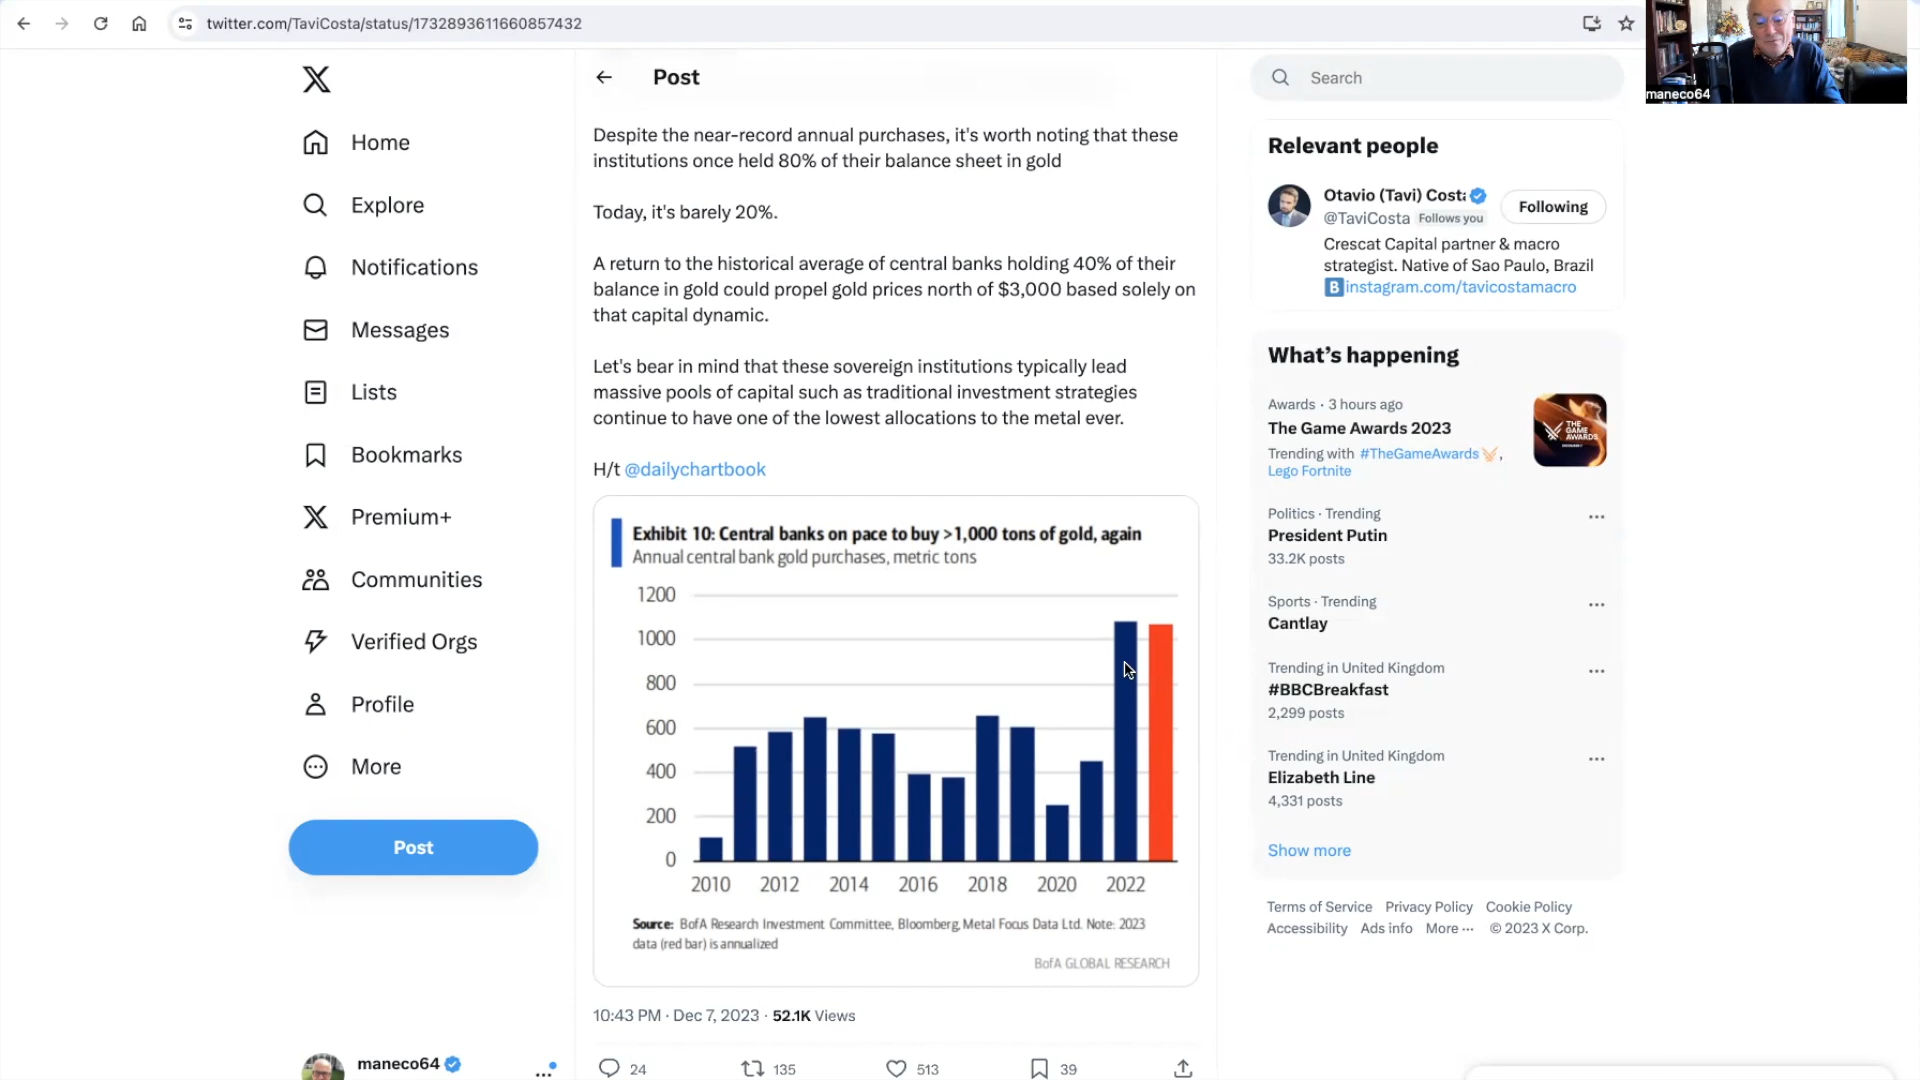 twitter.com/TaviCosta/status/1732893611660857432
maneco64
Home
Explore
Notifications
Messages
Lists
Bookmarks
Premium+
Communities
Verified Orgs
Profile
More
Post
maneco64
Post
Despite the near-record annual purchases, it's worth noting that these
institutions once held 80% of their balance sheet in gold
Today, it's barely 20%.
A return to the historical average of central banks holding 40% of their
balance in gold could propel gold prices north of $3,000 based solely on
that capital dynamic.
Let's bear in mind that these sovereign institutions typically lead
massive pools of capital such as traditional investment strategies
continue to have one of the lowest allocations to the metal ever.
H/t @dailychartbook
Exhibit 10: Central banks on pace to buy >1,000 tons of gold, again
Annual central bank gold purchases, metric tons
1200
1000
800
600
400
200
0
2010 2012 2014 2016 2018 2020 2022
Source: BofA Research Investment Committee, Bloomberg, Metal Focus Data Ltd. Note: 2023
data (red bar) is annualized
BofA GLOBAL RESEARCH
10:43 PM · Dec 7, 2023 · 52.1K Views
24 135 513 39
Search
Relevant people
Otavio (Tavi) Costa
@TaviCosta Follows you
Following
Crescat Capital partner & macro
strategist. Native of Sao Paulo, Brazil
B instagram.com/tavicostamacro
What's happening
Awards · 3 hours ago
The Game Awards 2023
Trending with #TheGameAwards,
Lego Fortnite
THE
GAME
AWARDS
Politics · Trending
President Putin
33.2K posts
Sports · Trending
Cantlay
Trending in United Kingdom
#BBCBreakfast
2,299 posts
Trending in United Kingdom
Elizabeth Line
4,331 posts
Show more
Terms of Service Privacy Policy Cookie Policy
Accessibility Ads info More ··· © 2023 X Corp.